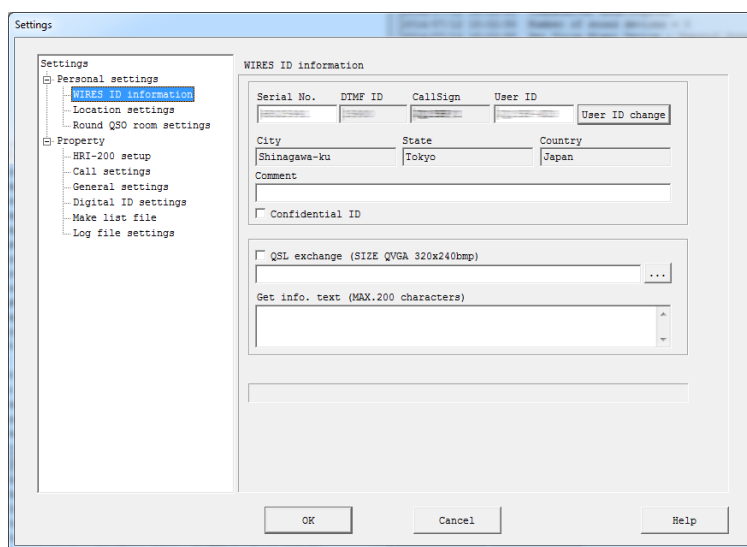 Settings
Settings
Personal settings
WIRES ID information
Location settings
Round QSO room settings
Property
HRI-200 setup
Call settings
General settings
Digital ID settings
Make list file
Log file settings
WIRES ID information
Serial No. DTMF ID CallSign User ID
User ID change
City State Country
Shinagawa-ku Tokyo Japan
Comment
Confidential ID
QSL exchange (SIZE QVGA 320x240bmp)
...
Get info. text (MAX.200 characters)
OK Cancel Help